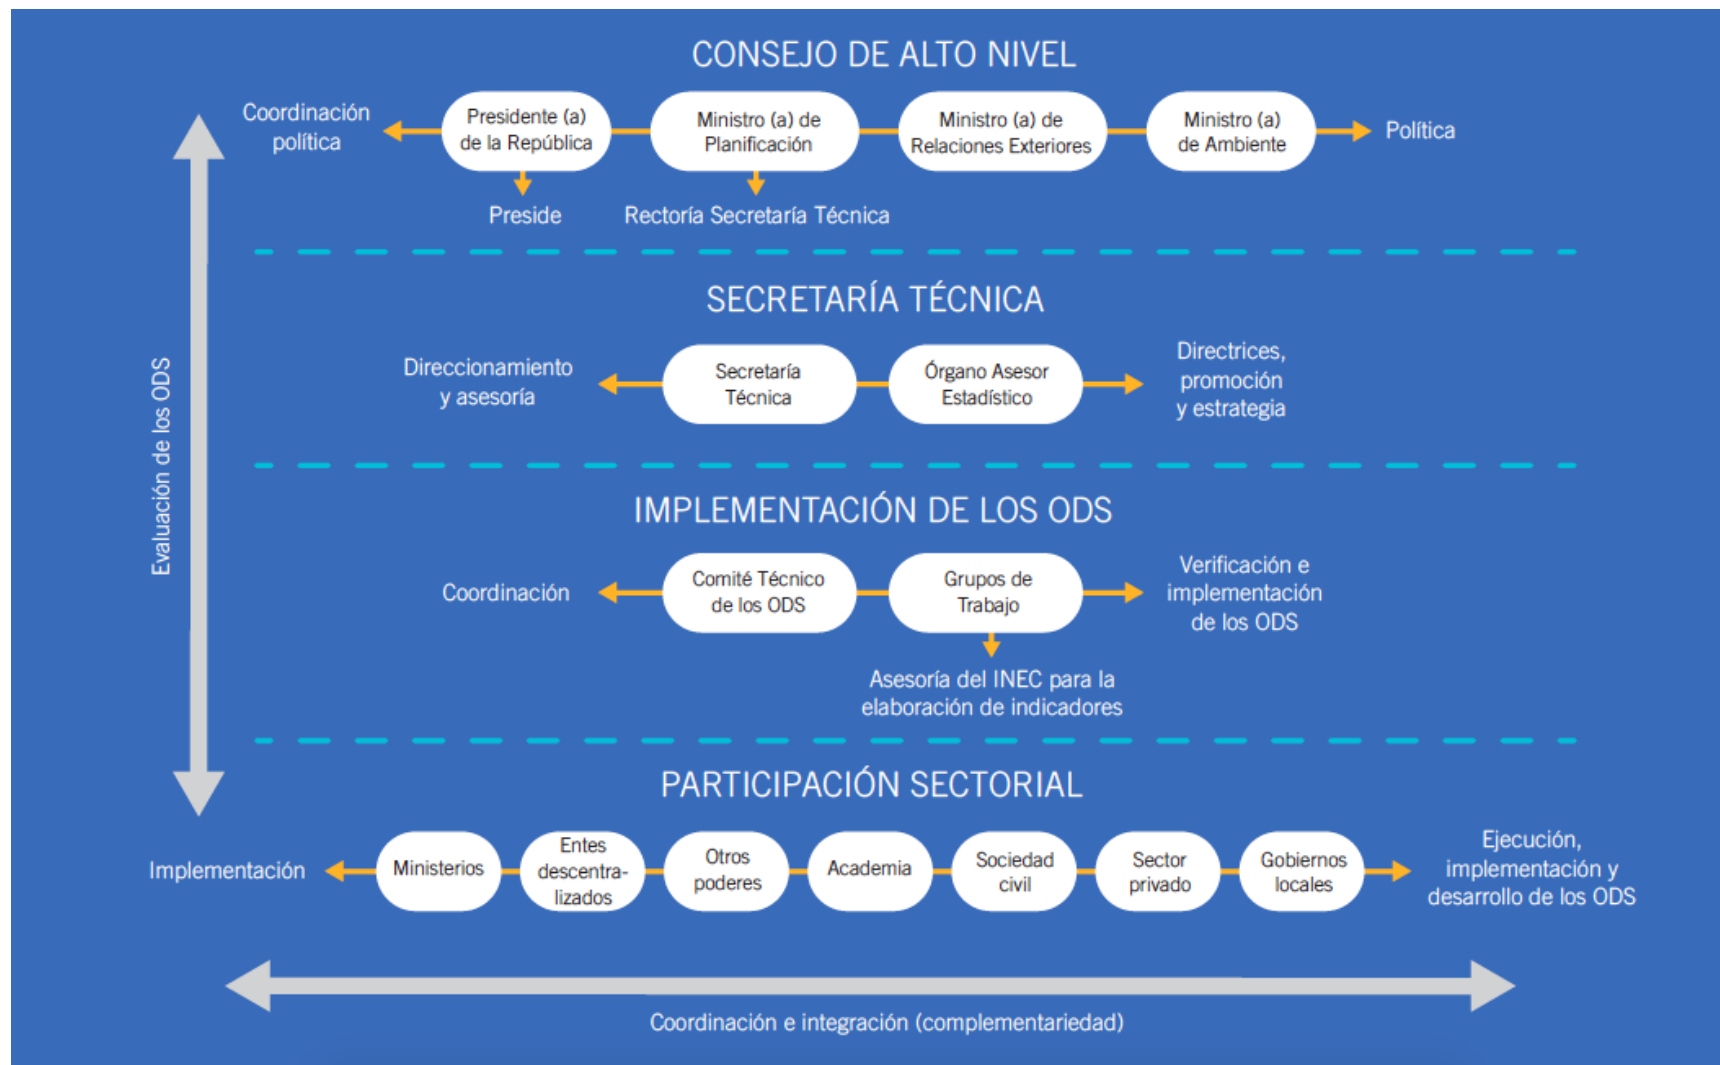 CONSEJO DE ALTO NIVEL
Coordinación
política
Presidente (a)
de la República
Ministro (a) de
Planificación
Ministro (a) de
Relaciones Exteriores
Ministro (a)
de Ambiente
Política
Preside
Rectoría Secretaría Técnica
SECRETARÍA TÉCNICA
Direccionamiento
y asesoría
Secretaría
Técnica
Órgano Asesor
Estadístico
Directrices,
promoción
y estrategia
Evaluación de los ODS
IMPLEMENTACIÓN DE LOS ODS
Coordinación
Comité Técnico
de los ODS
Grupos de
Trabajo
Verificación e
implementación
de los ODS
Asesoría del INEC para la
elaboración de indicadores
PARTICIPACIÓN SECTORIAL
Implementación
Ministerios
Entes
descentra-
lizados
Otros
poderes
Academia
Sociedad
civil
Sector
privado
Gobiernos
locales
Ejecución,
implementación y
desarrollo de los ODS
Coordinación e integración (complementariedad)